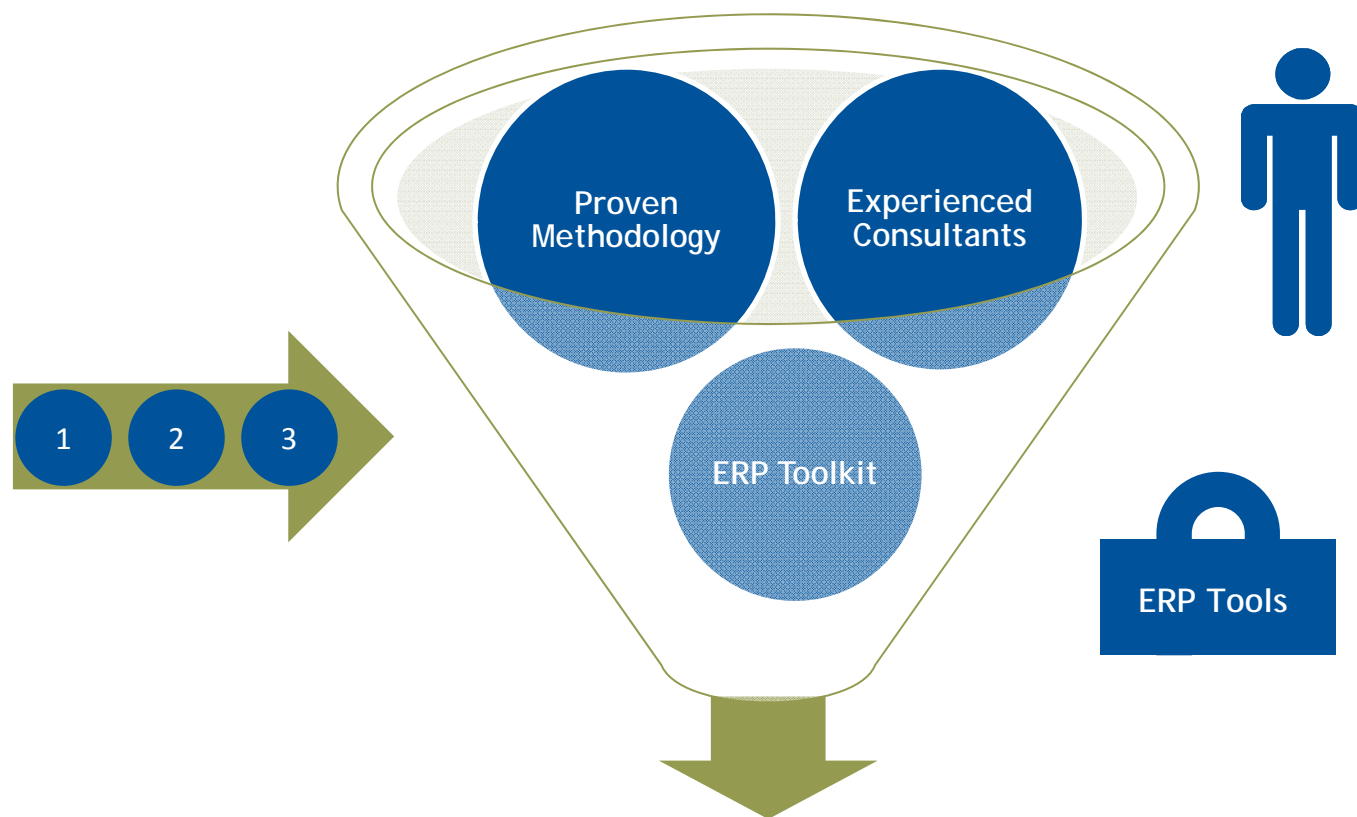 Proven
Methodology
Experienced
Consultants
1 2 3
ERP Toolkit
ERP Tools